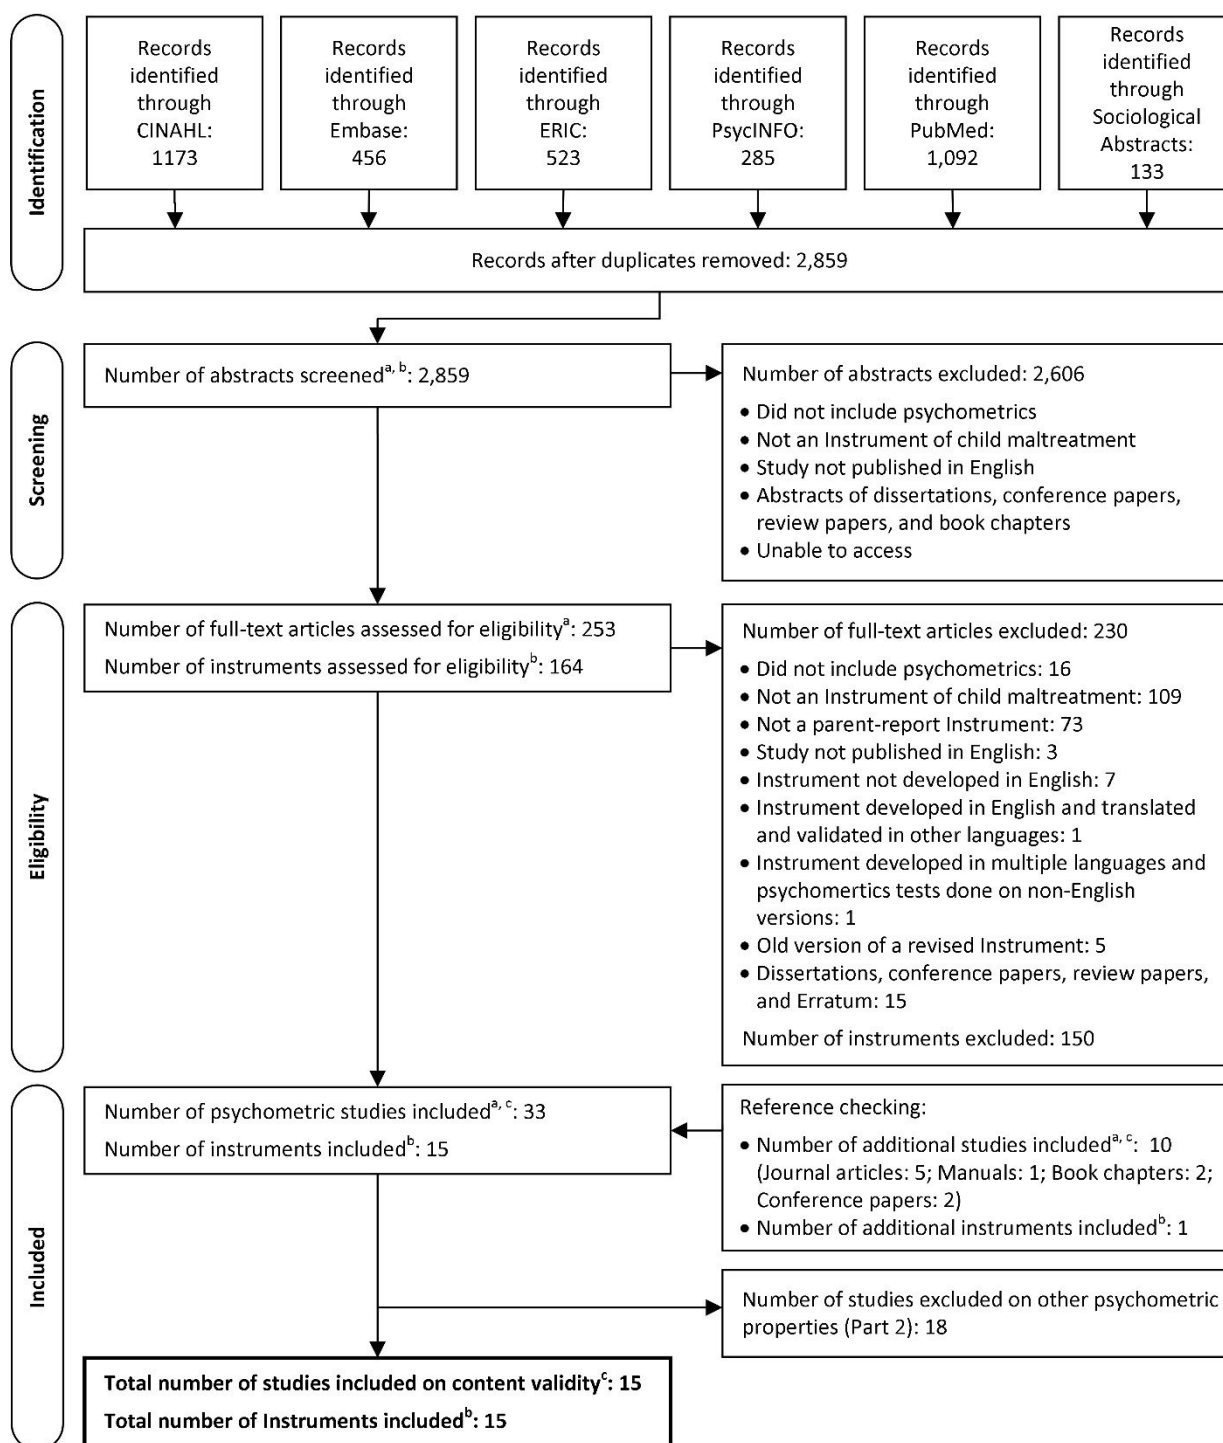 Identification
Records
identified
through
CINAHL:
1173
Records
identified
through
Embase:
456
Records
identified
through
ERIC:
523
Records
identified
through
PsycINFO:
285
Records
identified
through
PubMed:
1,092
Records
identified
through
Sociological
Abstracts:
133
Records after duplicates removed: 2,859
Screening
Number of abstracts screened^a, b: 2,859
Number of abstracts excluded: 2,606
• Did not include psychometrics
• Not an Instrument of child maltreatment
• Study not published in English
• Abstracts of dissertations, conference papers,
review papers, and book chapters
• Unable to access
Eligibility
Number of full-text articles assessed for eligibility^a: 253
Number of instruments assessed for eligibility^b: 164
Number of full-text articles excluded: 230
• Did not include psychometrics: 16
• Not an Instrument of child maltreatment: 109
• Not a parent-report Instrument: 73
• Study not published in English: 3
• Instrument not developed in English: 7
• Instrument developed in English and translated
and validated in other languages: 1
• Instrument developed in multiple languages and
psychomertics tests done on non-English
versions: 1
• Old version of a revised Instrument: 5
• Dissertations, conference papers, review papers,
and Erratum: 15
Number of instruments excluded: 150
Included
Number of psychometric studies included^a, c: 33
Number of instruments included^b: 15
Reference checking:
• Number of additional studies included^a, c: 10
(Journal articles: 5; Manuals: 1; Book chapters: 2;
Conference papers: 2)
• Number of additional instruments included^b: 1
Number of studies excluded on other psychometric
properties (Part 2): 18
Total number of studies included on content validity^c: 15
Total number of Instruments included^b: 15